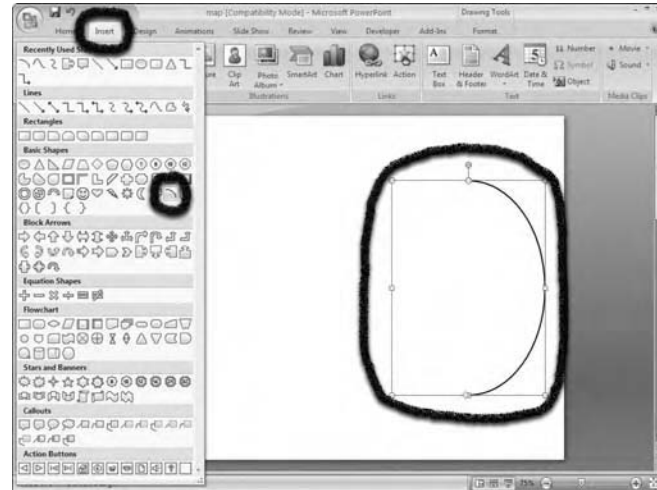 map [Compatibility Mode] - Microsoft PowerPoint Drawing Tools
Home Insert Design Animations Slide Show Review View Developer Add-Ins Format
Recently Used
Clip Art Photo Album SmartArt Chart Hyperlink Action Text Box Header & Footer WordArt Date & Time Number Symbol Object Movie Sound
Illustrations Links Text Media Clips
Lines
Rectangles
Basic Shapes
Block Arrows
Equation Shapes
Flowchart
Stars and Banners
Callouts
Action Buttons
75%